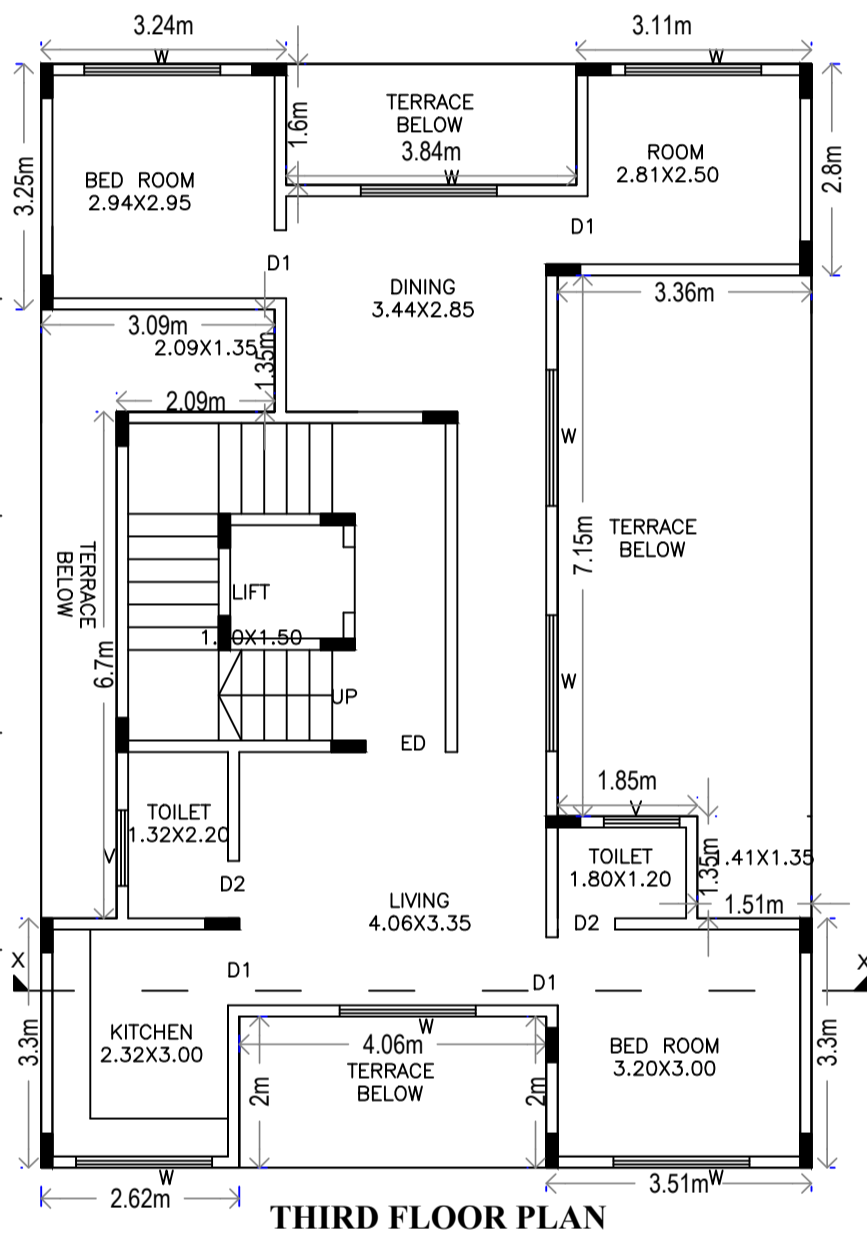 3.24m
3.11m
W
W
TERRACE
BELOW
3.84m
W
1.6m
ROOM
2.81X2.50
2.8m
3.25m
BED ROOM
2.94X2.95
D1
D1
DINING
3.44X2.85
3.36m
3.09m
2.09X1.35
1.35m
2.09m
W
TERRACE
BELOW
7.15m
TERRACE
BELOW
LIFT
6.7m
UP
W
ED
1.85m
V
TOILET
1.32X2.20
V
TOILET
1.80X1.20
1.35m
1.41X1.35
D2
LIVING
4.06X3.35
1.51m
D2
X
X
D1
D1
KITCHEN
2.32X3.00
W
4.06m
TERRACE
BELOW
BED ROOM
3.20X3.00
3.3m
2m
2m
3.3m
W
W
2.62m
3.51m
THIRD FLOOR PLAN